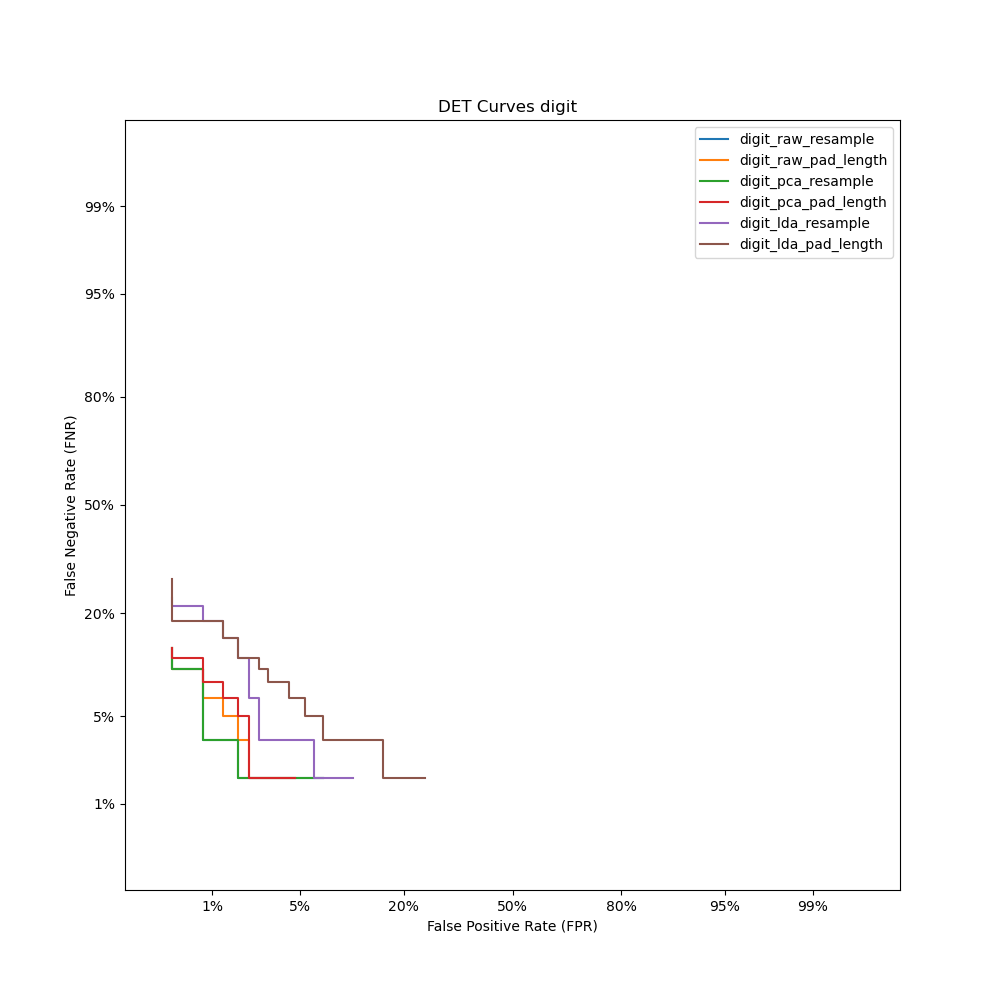 DET Curves digit
digit_raw_resample
digit_raw_pad_length
digit_pca_resample
digit_pca_pad_length
digit_lda_resample
digit_lda_pad_length
99%
95%
80%
50%
20%
5%
1%
False Negative Rate (FNR)
1% 5% 20% 50% 80% 95% 99%
False Positive Rate (FPR)